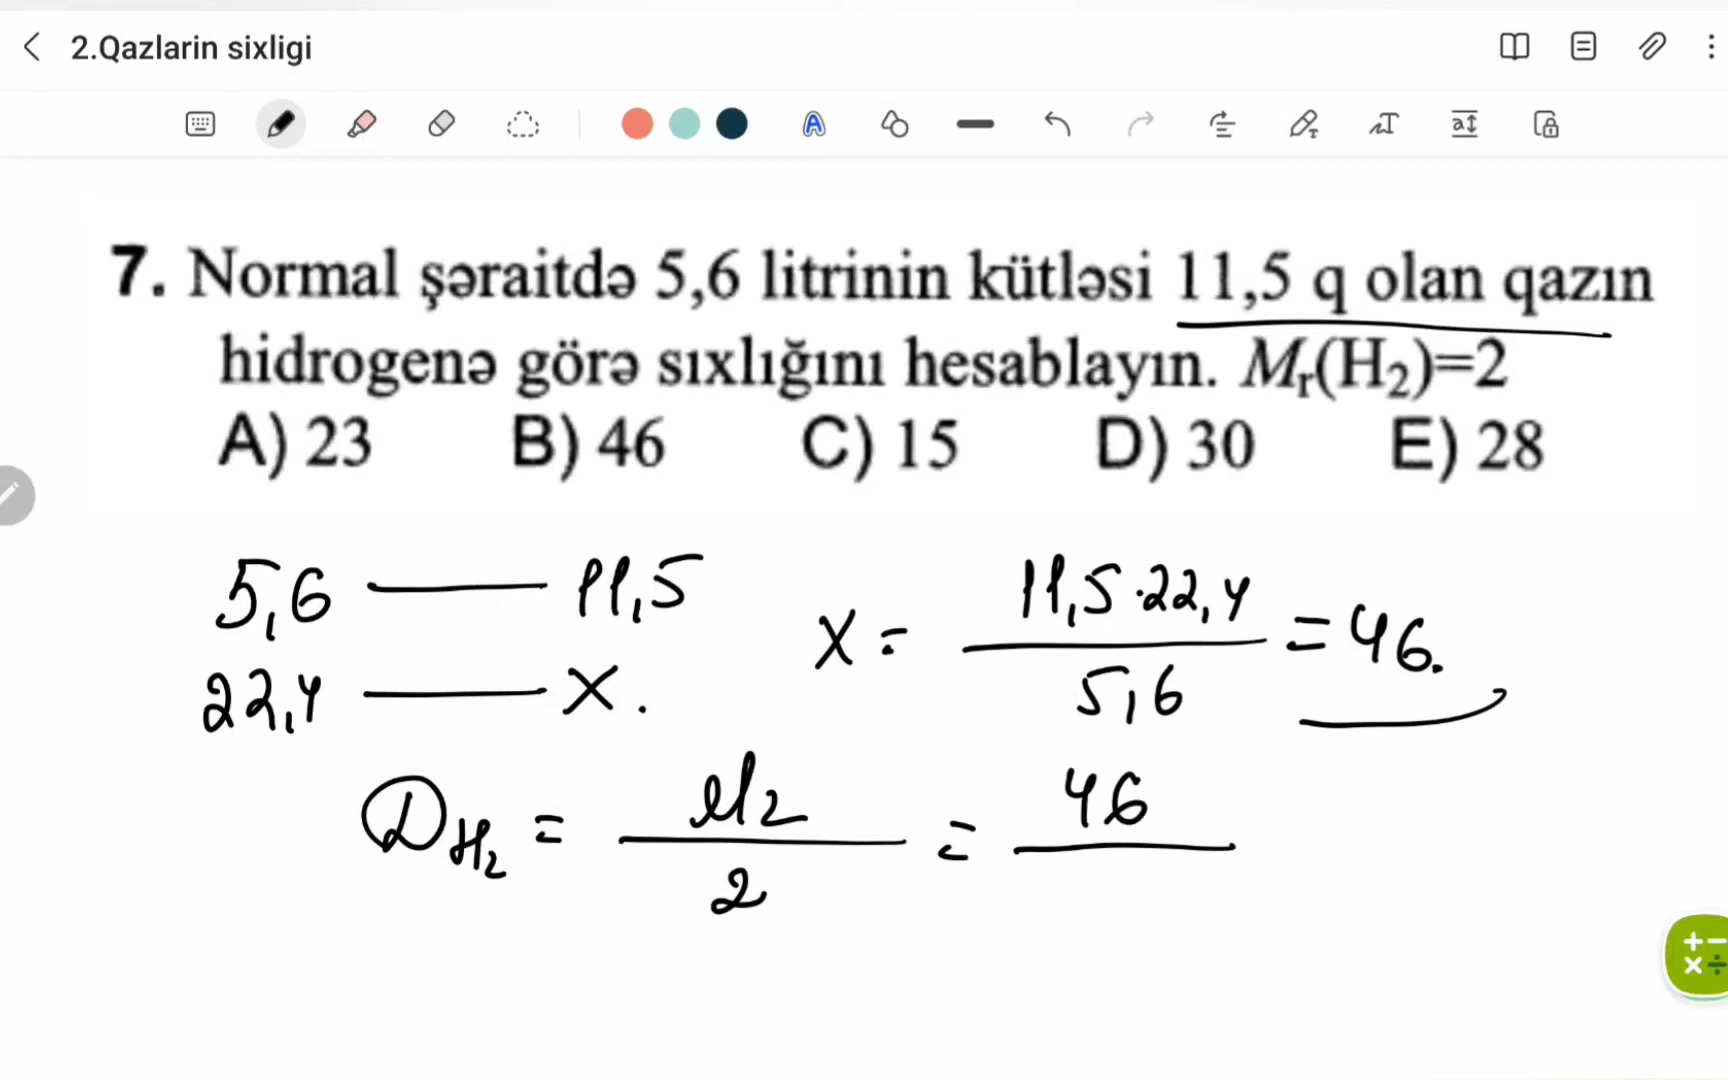 2.Qazlarin sixligi
7. Normal şəraitdə 5,6 litrinin kütləsi 11,5 q olan qazın
hidrogenə görə sıxlığını hesablayın. Mᵣ(H₂)=2
A) 23 B) 46 C) 15 D) 30 E) 28
5,6 — 11,5
22,4 — x.
x = 11,5·22,4 / 5,6 = 46.
D H₂ = Mr / 2 = 46